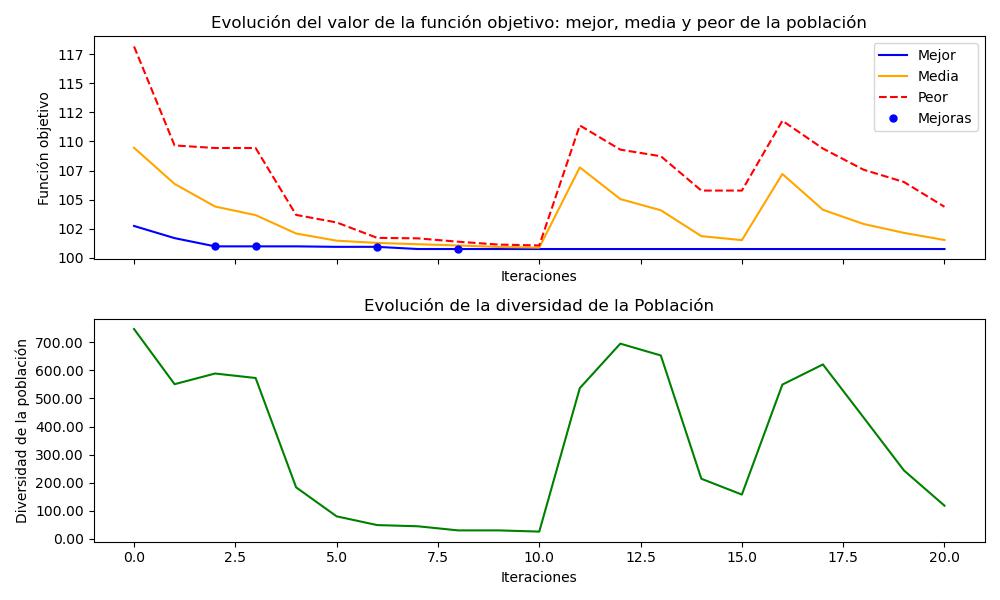 Evolución del valor de la función objetivo: mejor, media y peor de la población
Función objetivo
117
115
112
110
107
105
102
100
Mejor
Media
Peor
Mejoras
Iteraciones
Evolución de la diversidad de la Población
Diversidad de la población
700.00
600.00
500.00
400.00
300.00
200.00
100.00
0.00
0.0 2.5 5.0 7.5 10.0 12.5 15.0 17.5 20.0
Iteraciones